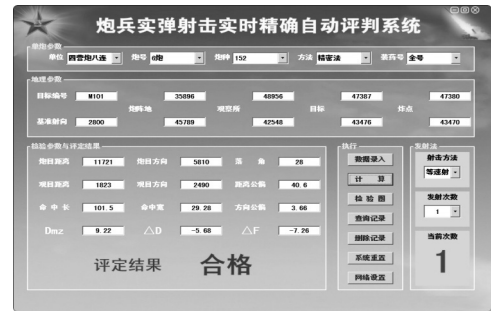 炮兵实弹射击实时精确自动评判系统
单炮参数
单位 四营炮八连 炮号 6炮 炮种 152 方法 精密法 装药号 全号
地理参数
目标编号 M101 炮阵地 35896 观察所 48956 目标 47387 炸点 47380
基准射向 2800 45789 42548 43476 43470
检验参数与评定结果 执行 发射法
炮目距离 11721 炮目方向 5810 落角 28 数据录入 射击方法
观目距离 1823 观目方向 2490 距离公偏 40.6 计算 等速射
命中长 101.5 命中宽 29.28 方向公偏 3.66 检验图 发射次数
Dmz 9.22 △D -5.68 △F -7.26 查询记录 1
评定结果 合格 删除记录 当前次数
系统重置 1
网络设置